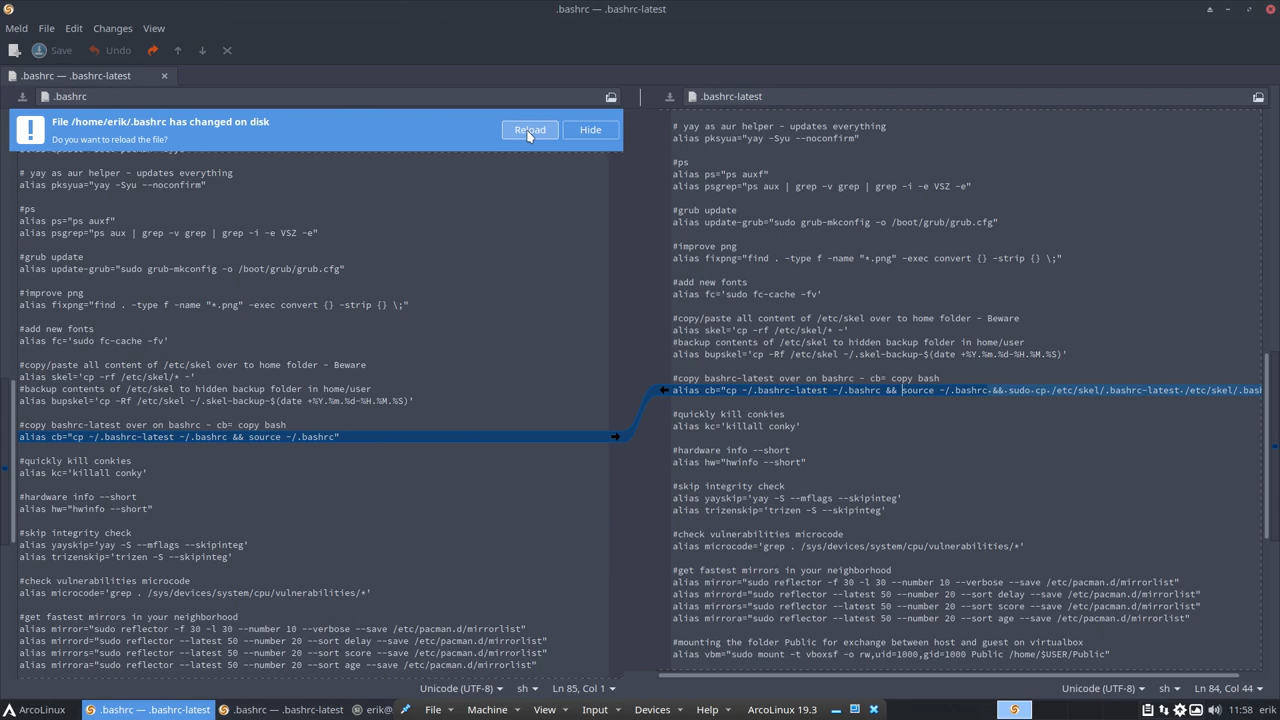 .bashrc — .bashrc-latest
Meld File Edit Changes View
Save Undo
.bashrc — .bashrc-latest
.bashrc
File /home/erik/.bashrc has changed on disk
Do you want to reload the file?
Reload Hide
# yay as aur helper - updates everything
alias pksyua="yay -Syu --noconfirm"
#ps
alias ps="ps auxf"
alias psgrep="ps aux | grep -v grep | grep -i -e VSZ -e"
#grub update
alias update-grub="sudo grub-mkconfig -o /boot/grub/grub.cfg"
#improve png
alias fixpng="find . -type f -name "*.png" -exec convert {} -strip {} \;"
#add new fonts
alias fc='sudo fc-cache -fv'
#copy/paste all content of /etc/skel over to home folder - Beware
alias skel='cp -rf /etc/skel/* ~'
#backup contents of /etc/skel to hidden backup folder in home/user
alias bupskel='cp -Rf /etc/skel ~/.skel-backup-$(date +%Y.%m.%d-%H.%M.%S)'
#copy bashrc-latest over on bashrc - cb= copy bash
alias cb="cp ~/.bashrc-latest ~/.bashrc && source ~/.bashrc"
#quickly kill conkies
alias kc='killall conky'
#hardware info --short
alias hw="hwinfo --short"
#skip integrity check
alias yayskip='yay -S --mflags --skipinteg'
alias trizenskip='trizen -S --skipinteg'
#check vulnerabilities microcode
alias microcode='grep . /sys/devices/system/cpu/vulnerabilities/*'
#get fastest mirrors in your neighborhood
alias mirror="sudo reflector -f 30 -l 30 --number 10 --verbose --save /etc/pacman.d/mirrorlist"
alias mirrord="sudo reflector --latest 50 --number 20 --sort delay --save /etc/pacman.d/mirrorlist"
alias mirrors="sudo reflector --latest 50 --number 20 --sort score --save /etc/pacman.d/mirrorlist"
alias mirrora="sudo reflector --latest 50 --number 20 --sort age --save /etc/pacman.d/mirrorlist"
Unicode (UTF-8) sh Ln 85, Col 1
.bashrc-latest
# yay as aur helper - updates everything
alias pksyua="yay -Syu --noconfirm"
#ps
alias ps="ps auxf"
alias psgrep="ps aux | grep -v grep | grep -i -e VSZ -e"
#grub update
alias update-grub="sudo grub-mkconfig -o /boot/grub/grub.cfg"
#improve png
alias fixpng="find . -type f -name "*.png" -exec convert {} -strip {} \;"
#add new fonts
alias fc='sudo fc-cache -fv'
#copy/paste all content of /etc/skel over to home folder - Beware
alias skel='cp -rf /etc/skel/* ~'
#backup contents of /etc/skel to hidden backup folder in home/user
alias bupskel='cp -Rf /etc/skel ~/.skel-backup-$(date +%Y.%m.%d-%H.%M.%S)'
#copy bashrc-latest over on bashrc - cb= copy bash
alias cb="cp ~/.bashrc-latest ~/.bashrc && source ~/.bashrc && sudo cp /etc/skel/.bashrc-latest /etc/skel/.bas
#quickly kill conkies
alias kc='killall conky'
#hardware info --short
alias hw="hwinfo --short"
#skip integrity check
alias yayskip='yay -S --mflags --skipinteg'
alias trizenskip='trizen -S --skipinteg'
#check vulnerabilities microcode
alias microcode='grep . /sys/devices/system/cpu/vulnerabilities/*'
#get fastest mirrors in your neighborhood
alias mirror="sudo reflector -f 30 -l 30 --number 10 --verbose --save /etc/pacman.d/mirrorlist"
alias mirrord="sudo reflector --latest 50 --number 20 --sort delay --save /etc/pacman.d/mirrorlist"
alias mirrors="sudo reflector --latest 50 --number 20 --sort score --save /etc/pacman.d/mirrorlist"
alias mirrora="sudo reflector --latest 50 --number 20 --sort age --save /etc/pacman.d/mirrorlist"
#mounting the folder Public for exchange between host and guest on virtualbox
alias vbm="sudo mount -t vboxsf -o rw,uid=1000,gid=1000 Public /home/$USER/Public"
Unicode (UTF-8) sh Ln 84, Col 44
ArcoLinux .bashrc — .bashrc-latest .bashrc — .bashrc-latest erik@ File Machine View Input Devices Help ArcoLinux 19.3 11:58 erik